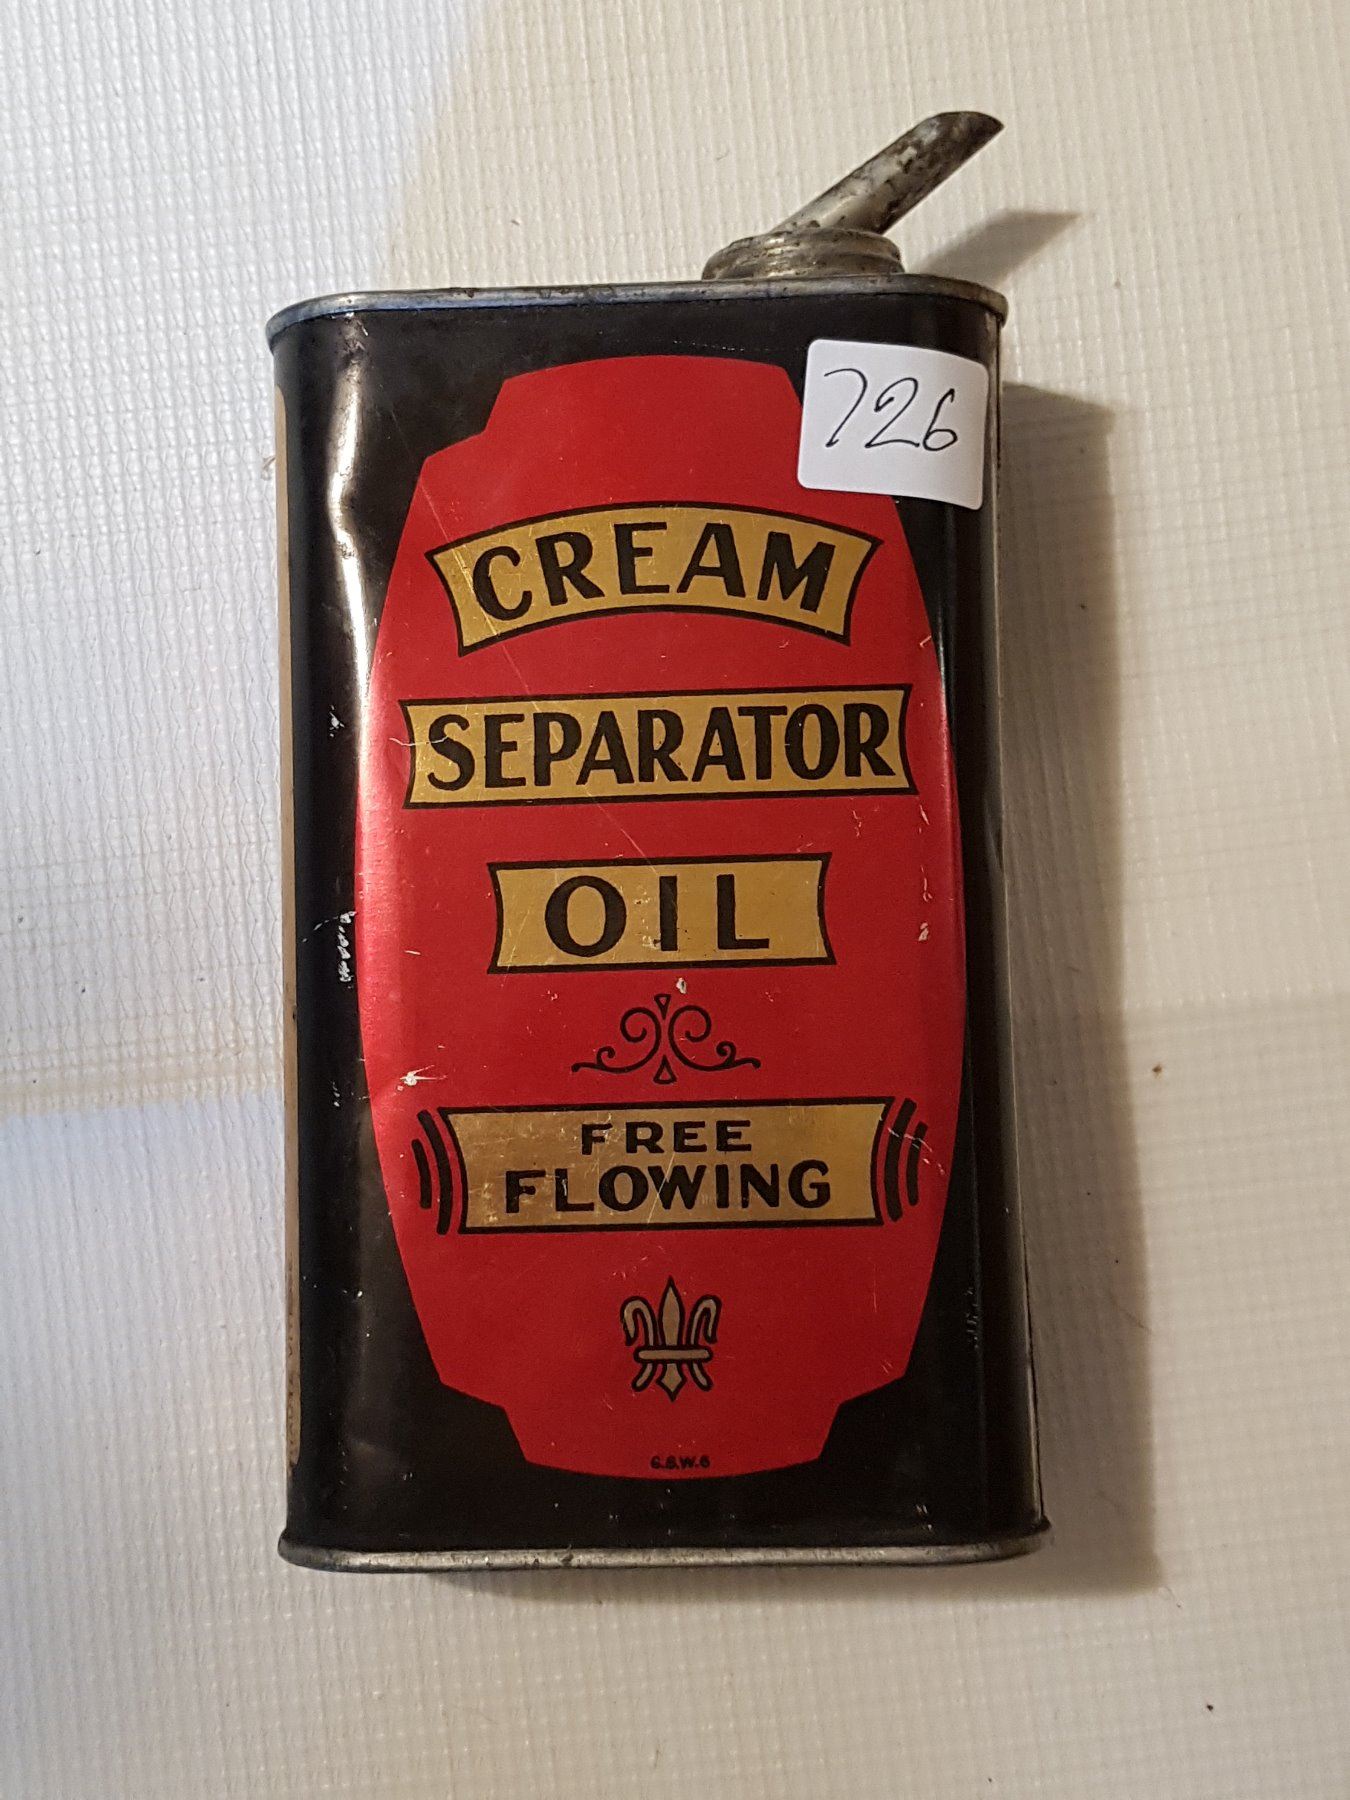 726
CREAM
SEPARATOR
OIL
FREE
FLOWING